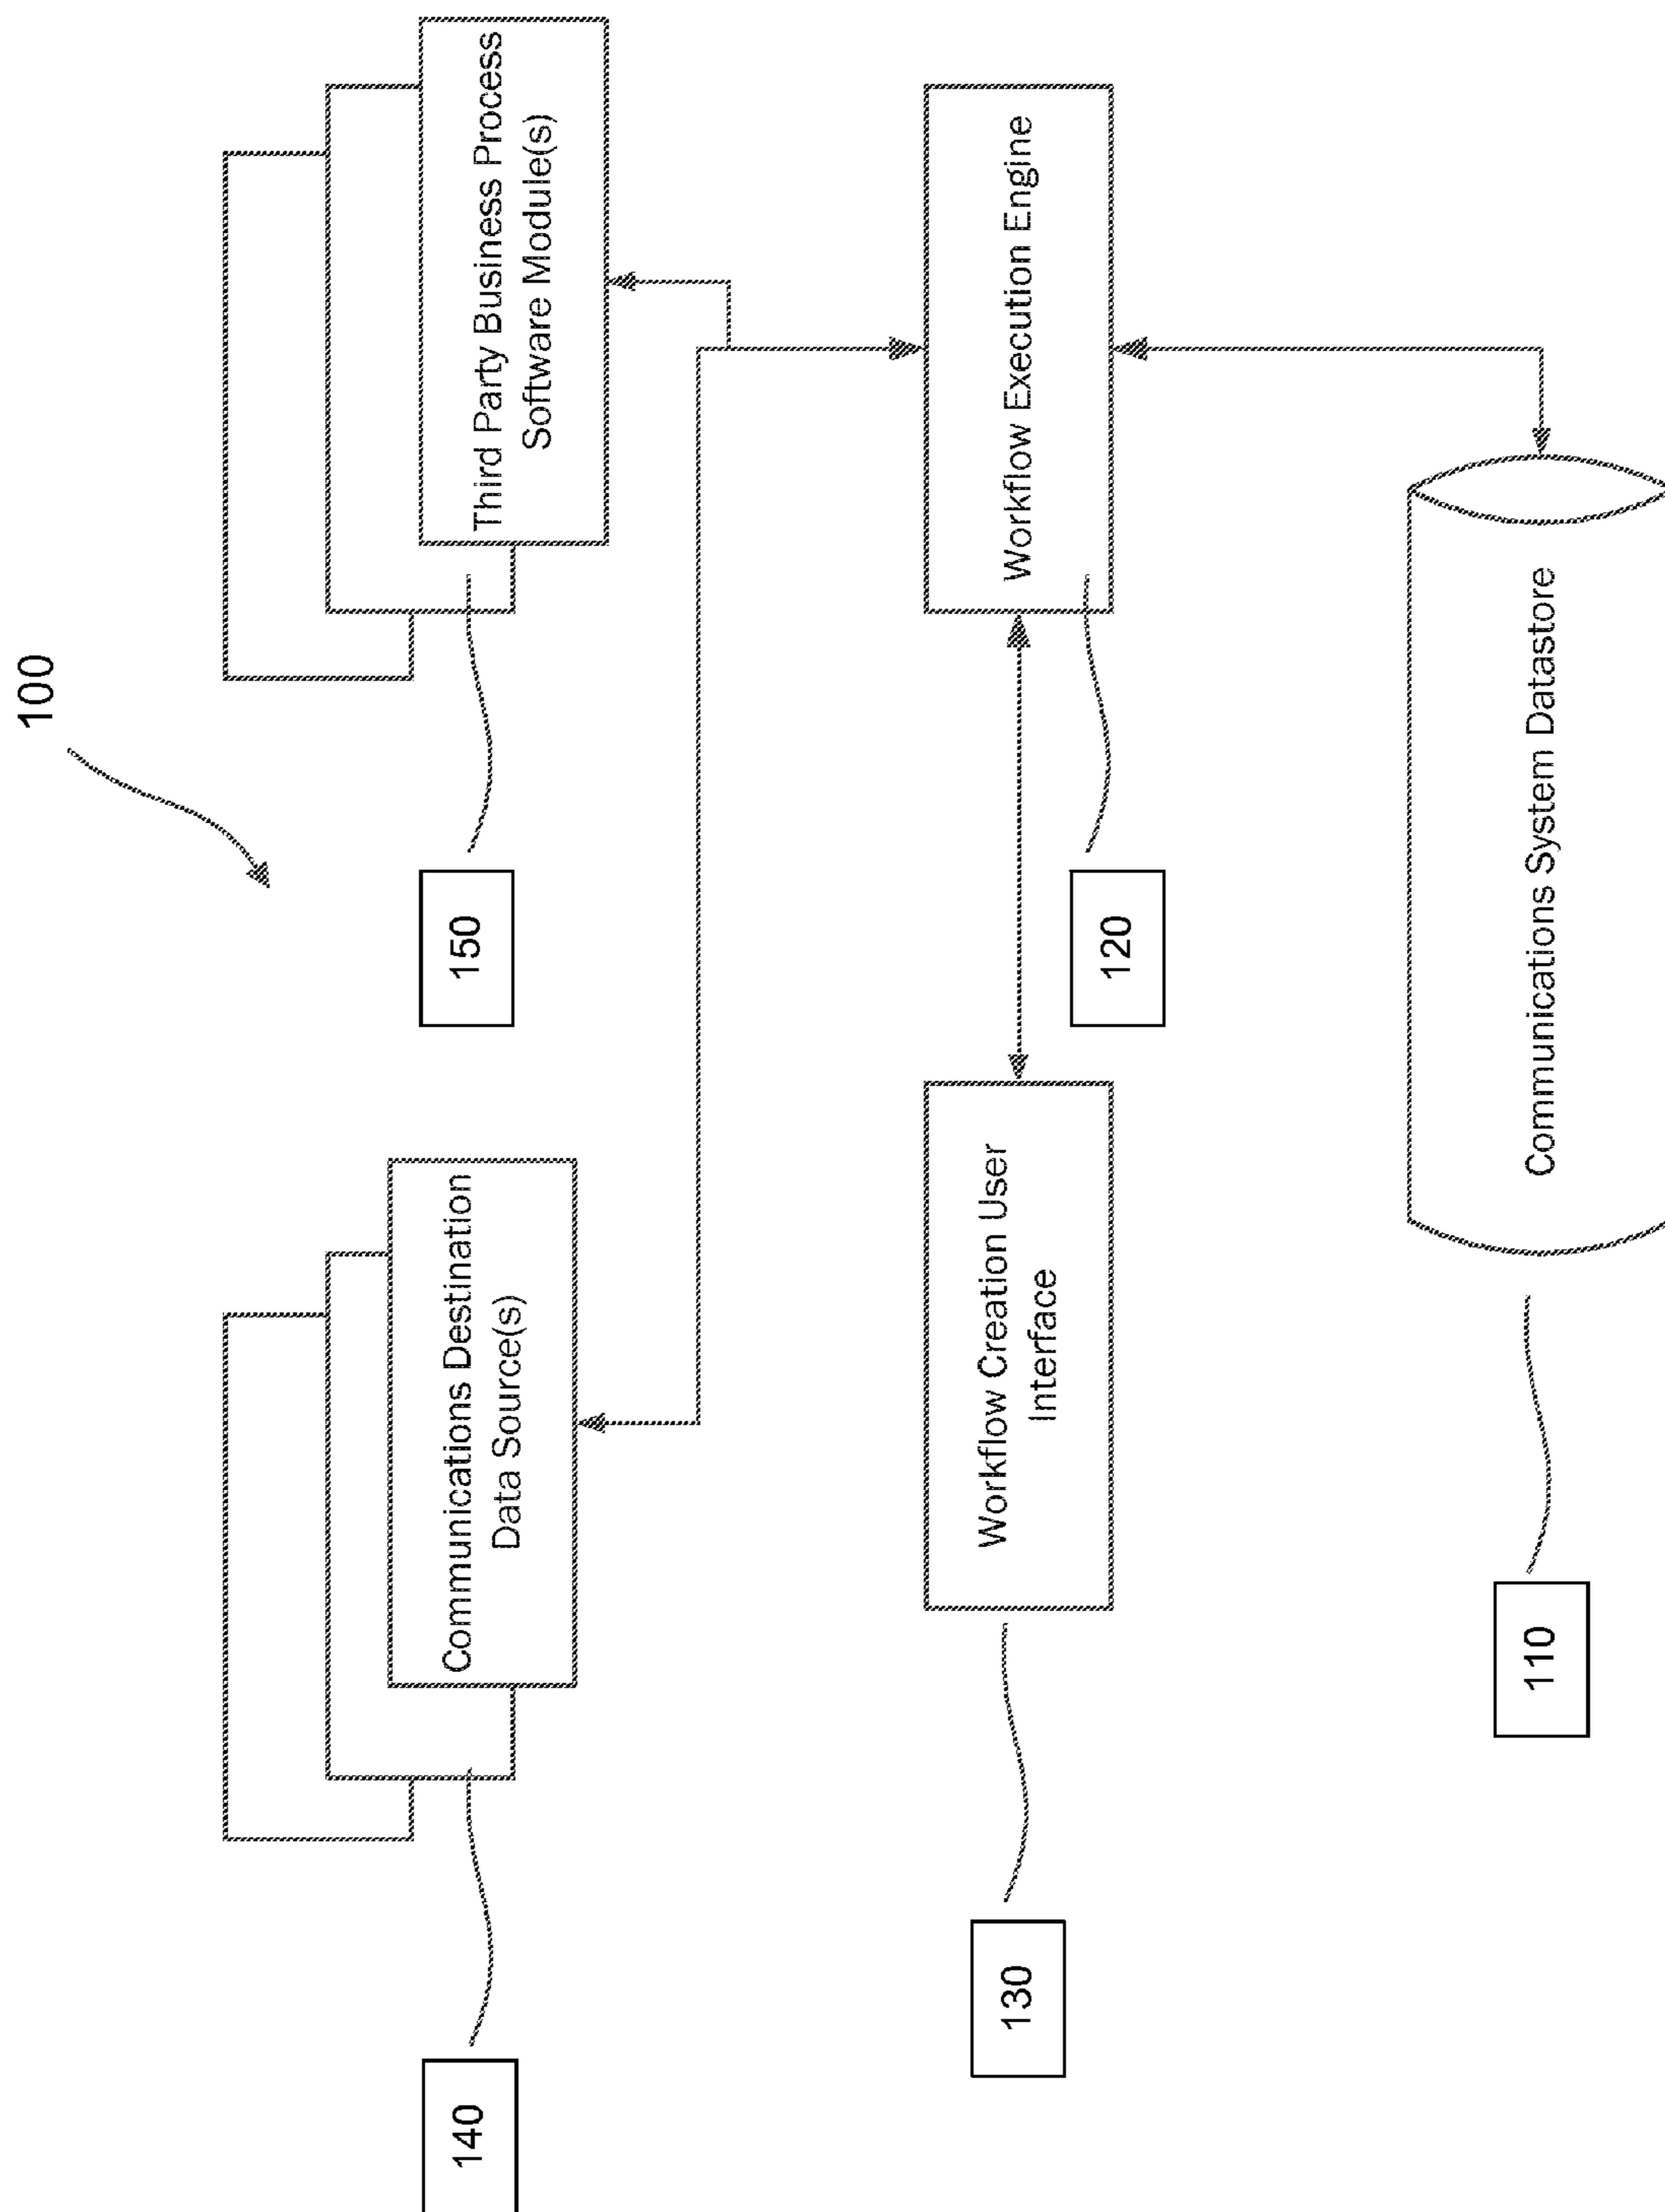 100
140
Communications Destination
Data Source(s)
150
Third Party Business Process
Software Module(s)
130
Workflow Creation User
Interface
120
Workflow Execution Engine
110
Communications System Datastore